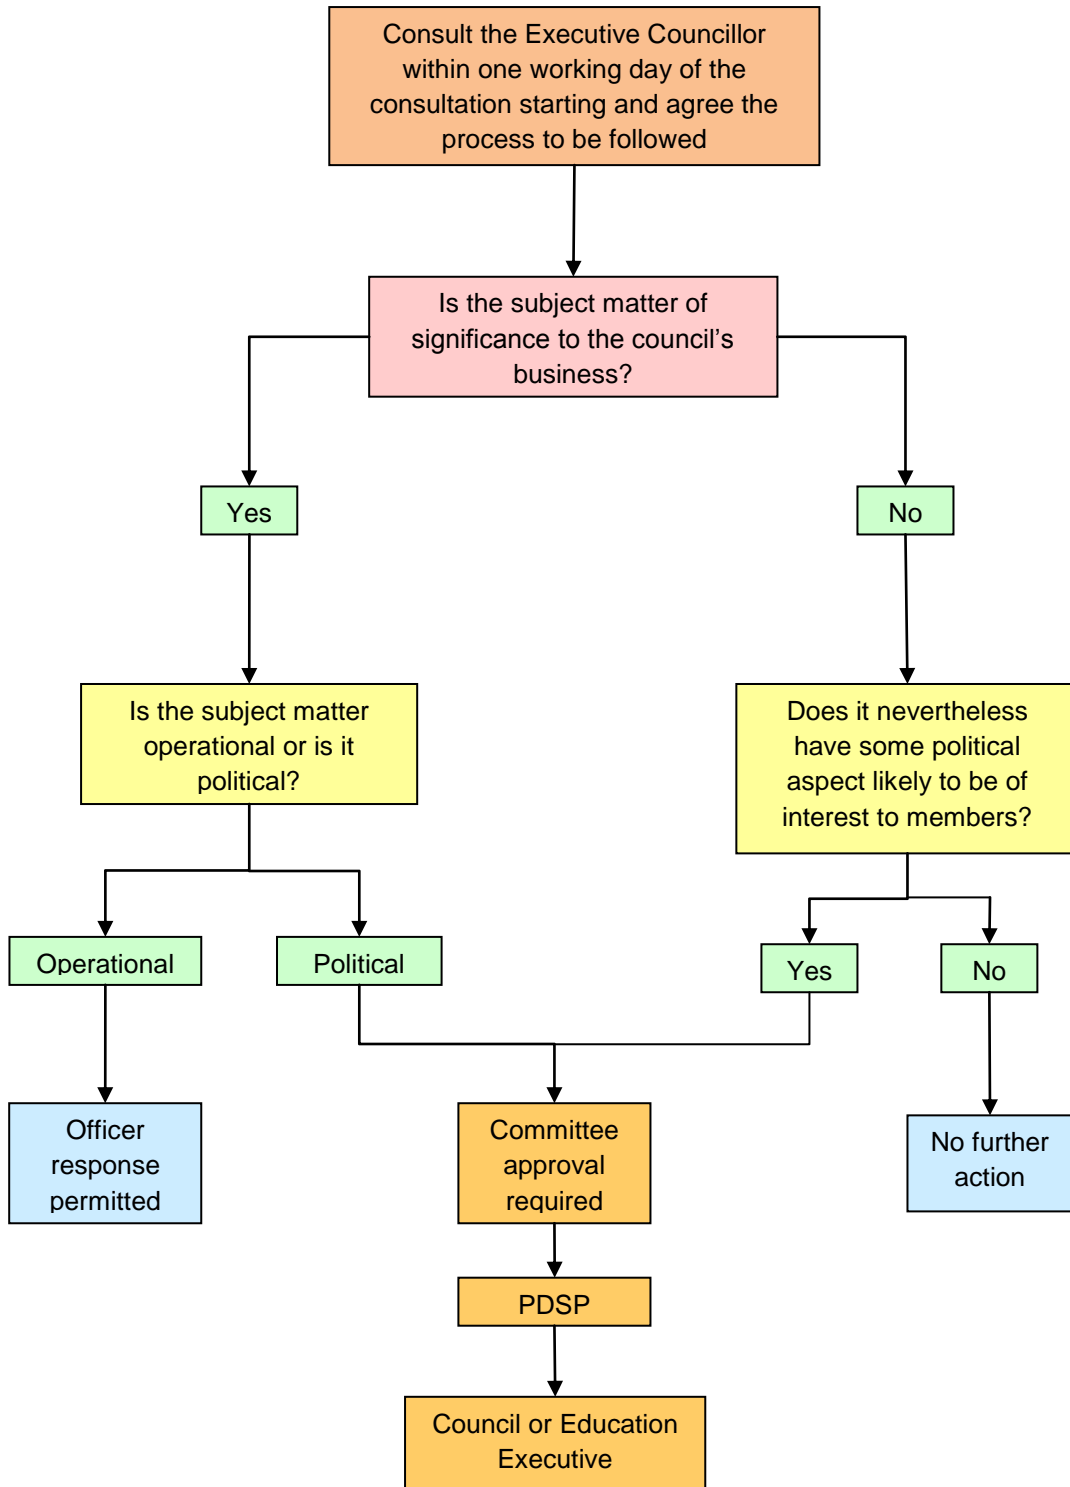 Consult the Executive Councillor
within one working day of the
consultation starting and agree the
process to be followed
Is the subject matter of
significance to the council’s
business?
Yes
No
Is the subject matter
operational or is it
political?
Does it nevertheless
have some political
aspect likely to be of
interest to members?
Operational
Political
Yes
No
Officer
response
permitted
Committee
approval
required
No further
action
PDSP
Council or Education
Executive